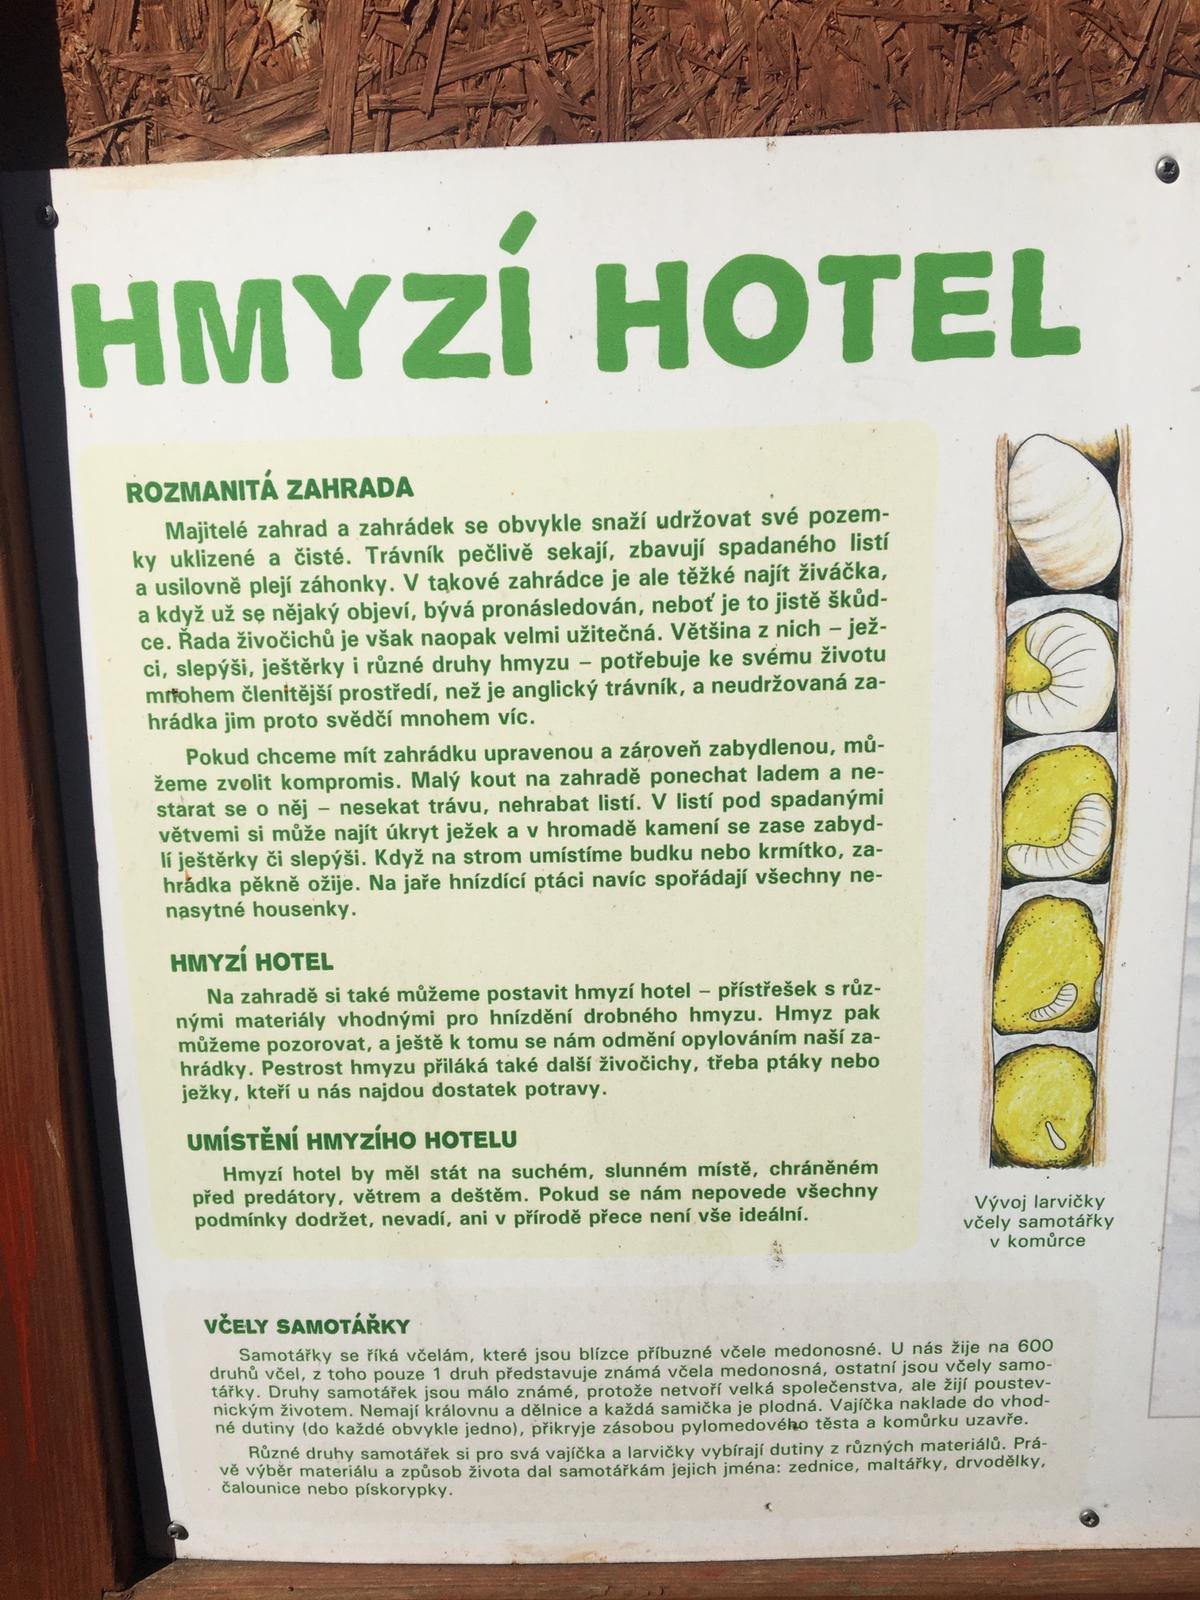 HMYZÍ HOTEL
ROZMANITÁ ZAHRADA
Majitelé zahrad a zahrádek se obvykle snaží udržovat své pozem-
ky uklizené a čisté. Trávník pečlivě sekají, zbavují spadaného listí
a usilovně plejí záhonky. V takové zahrádce je ale těžké najít živáčka,
a když už se nějaký objeví, bývá pronásledován, neboť je to jistě škůd-
ce. Řada živočichů je však naopak velmi užitečná. Většina z nich – jež-
ci, slepýši, ještěrky i různé druhy hmyzu – potřebuje ke svému životu
mnohem členitější prostředí, než je anglický trávník, a neudržovaná za-
hrádka jim proto svědčí mnohem víc.
Pokud chceme mít zahrádku upravenou a zároveň zabydlenou, mů-
žeme zvolit kompromis. Malý kout na zahradě ponechat ladem a ne-
starat se o něj – nesekat trávu, nehrabat listí. V listí pod spadanými
větvemi si může najít úkryt ježek a v hromadě kamení se zase zabyd-
lí ještěrky či slepýši. Když na strom umístíme budku nebo krmítko, za-
hrádka pěkně ožije. Na jaře hnízdící ptáci navíc spořádají všechny ne-
nasytné housenky.
HMYZÍ HOTEL
Na zahradě si také můžeme postavit hmyzí hotel – přístřešek s růz-
nými materiály vhodnými pro hnízdění drobného hmyzu. Hmyz pak
můžeme pozorovat, a ještě k tomu se nám odmění opylováním naší za-
hrádky. Pestrost hmyzu přiláká také další živočichy, třeba ptáky nebo
ježky, kteří u nás najdou dostatek potravy.
UMÍSTĚNÍ HMYZÍHO HOTELU
Hmyzí hotel by měl stát na suchém, slunném místě, chráněném
před predátory, větrem a deštěm. Pokud se nám nepovede všechny
podmínky dodržet, nevadí, ani v přírodě přece není vše ideální.
Vývoj larvičky
včely samotářky
v komůrce
VČELY SAMOTÁŘKY
Samotářky se říká včelám, které jsou blízce příbuzné včele medonosné. U nás žije na 600
druhů včel, z toho pouze 1 druh představuje známá včela medonosná, ostatní jsou včely samo-
tářky. Druhy samotářek jsou málo známé, protože netvoří velká společenstva, ale žijí poustev-
nickým životem. Nemají královnu a dělnice a každá samička je plodná. Vajíčka naklade do vhod-
né dutiny (do každé obvykle jedno), přikryje zásobou pylomedového těsta a komůrku uzavře.
Různé druhy samotářek si pro svá vajíčka a larvičky vybírají dutiny z různých materiálů. Prá-
vě výběr materiálu a způsob života dal samotářkám jejich jména: zednice, maltářky, drvodělky,
čalounice nebo pískorypky.